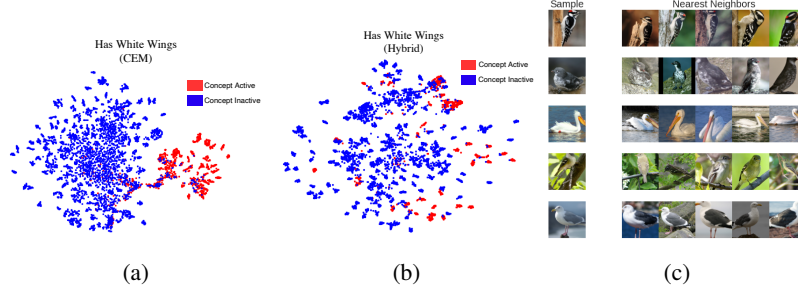 Has White Wings
(CEM)
Concept Active
Concept Inactive
(a)
Has White Wings
(Hybrid)
Concept Active
Concept Inactive
(b)
Sample
Nearest Neighbors
(c)